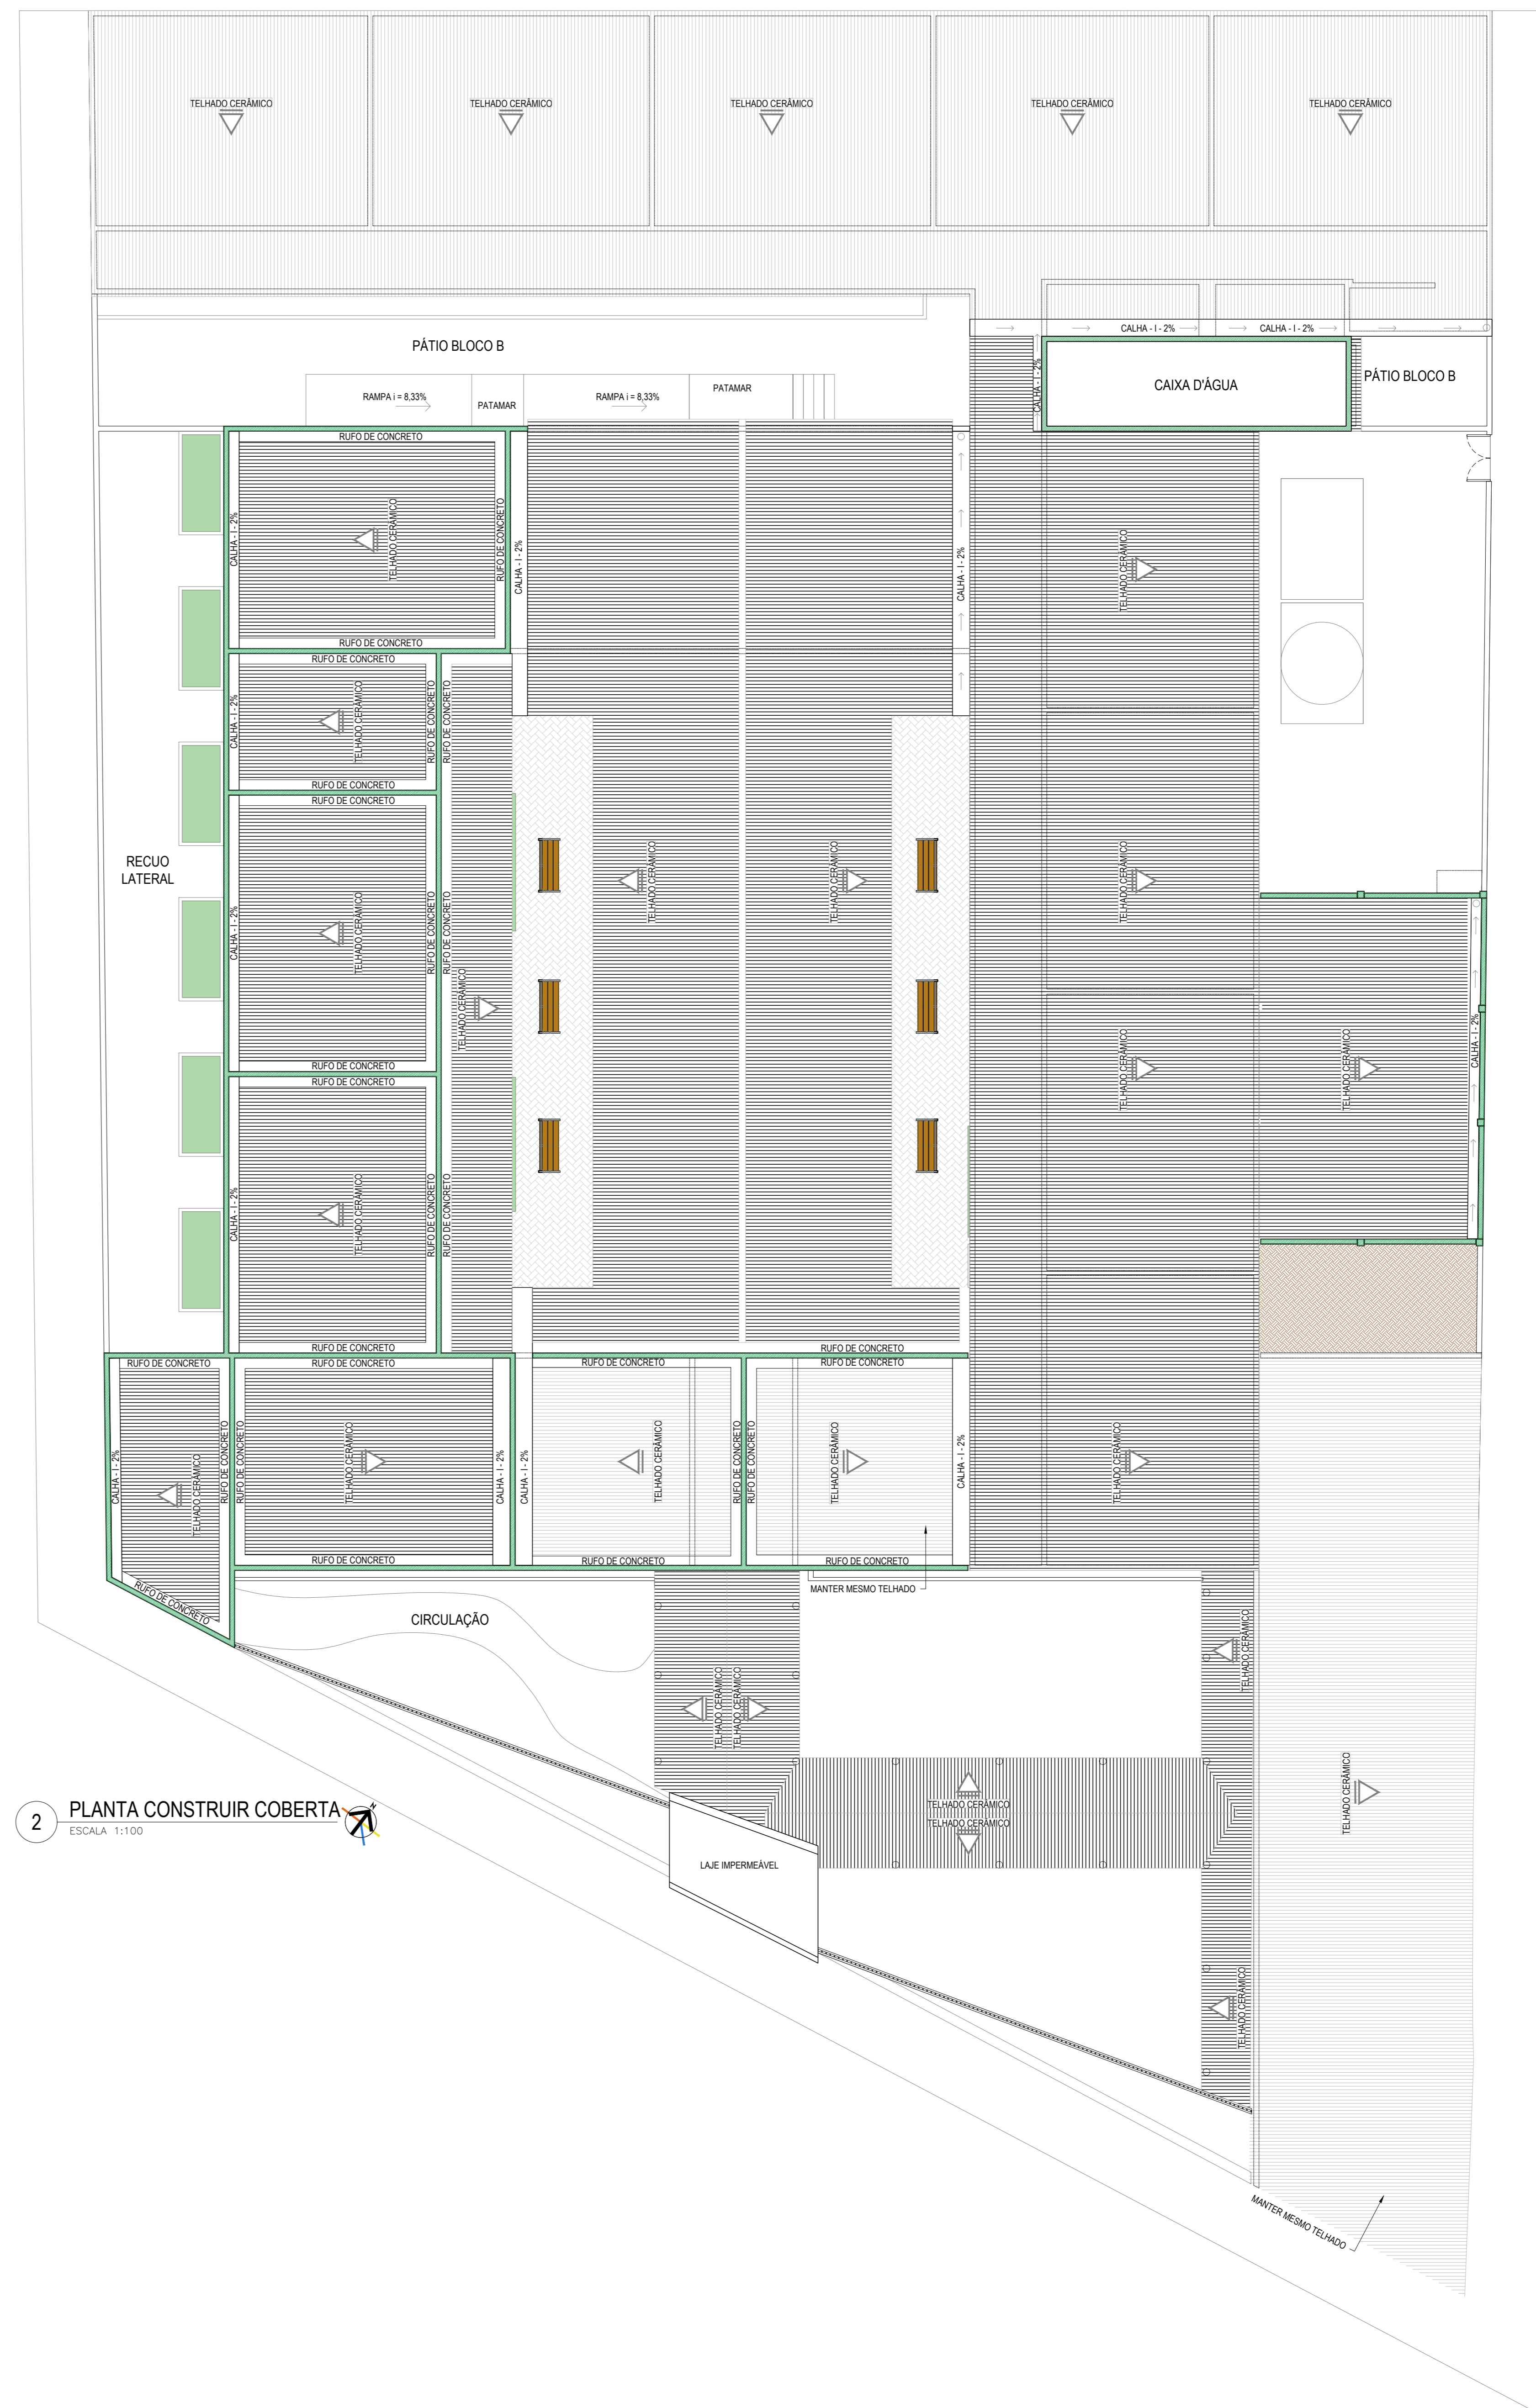 TELHADO CERÂMICO
TELHADO CERÂMICO
TELHADO CERÂMICO
TELHADO CERÂMICO
TELHADO CERÂMICO
CALHA - I - 2%
CALHA - I - 2%
PÁTIO BLOCO B
CALHA - I - 2%
CAIXA D'ÁGUA
PÁTIO BLOCO B
RAMPA i = 8,33%
PATAMAR
RAMPA i = 8,33%
PATAMAR
RUFO DE CONCRETO
CALHA - I - 2%
TELHADO CERÂMICO
RUFO DE CONCRETO
CALHA - I - 2%
CALHA - I - 2%
TELHADO CERÂMICO
RUFO DE CONCRETO
RUFO DE CONCRETO
CALHA - I - 2%
TELHADO CERÂMICO
RUFO DE CONCRETO
RUFO DE CONCRETO
RUFO DE CONCRETO
RUFO DE CONCRETO
RECUO
LATERAL
CALHA - I - 2%
TELHADO CERÂMICO
RUFO DE CONCRETO
RUFO DE CONCRETO
TELHADO CERÂMICO
TELHADO CERÂMICO
TELHADO CERÂMICO
TELHADO CERÂMICO
TELHADO CERÂMICO
TELHADO CERÂMICO
CALHA - I - 2%
RUFO DE CONCRETO
RUFO DE CONCRETO
CALHA - I - 2%
TELHADO CERÂMICO
RUFO DE CONCRETO
RUFO DE CONCRETO
RUFO DE CONCRETO
RUFO DE CONCRETO
RUFO DE CONCRETO
RUFO DE CONCRETO
RUFO DE CONCRETO
RUFO DE CONCRETO
CALHA - I - 2%
TELHADO CERÂMICO
RUFO DE CONCRETO
RUFO DE CONCRETO
TELHADO CERÂMICO
CALHA - I - 2%
CALHA - I - 2%
TELHADO CERÂMICO
RUFO DE CONCRETO
RUFO DE CONCRETO
TELHADO CERÂMICO
CALHA - I - 2%
TELHADO CERÂMICO
RUFO DE CONCRETO
RUFO DE CONCRETO
RUFO DE CONCRETO
RUFO DE CONCRETO
MANTER MESMO TELHADO
CIRCULAÇÃO
TELHADO CERÂMICO
TELHADO CERÂMICO
TELHADO CERÂMICO
TELHADO CERÂMICO
TELHADO CERÂMICO
TELHADO CERÂMICO
2
PLANTA CONSTRUIR COBERTA
N
ESCALA 1:100
LAJE IMPERMEÁVEL
TELHADO CERÂMICO
MANTER MESMO TELHADO